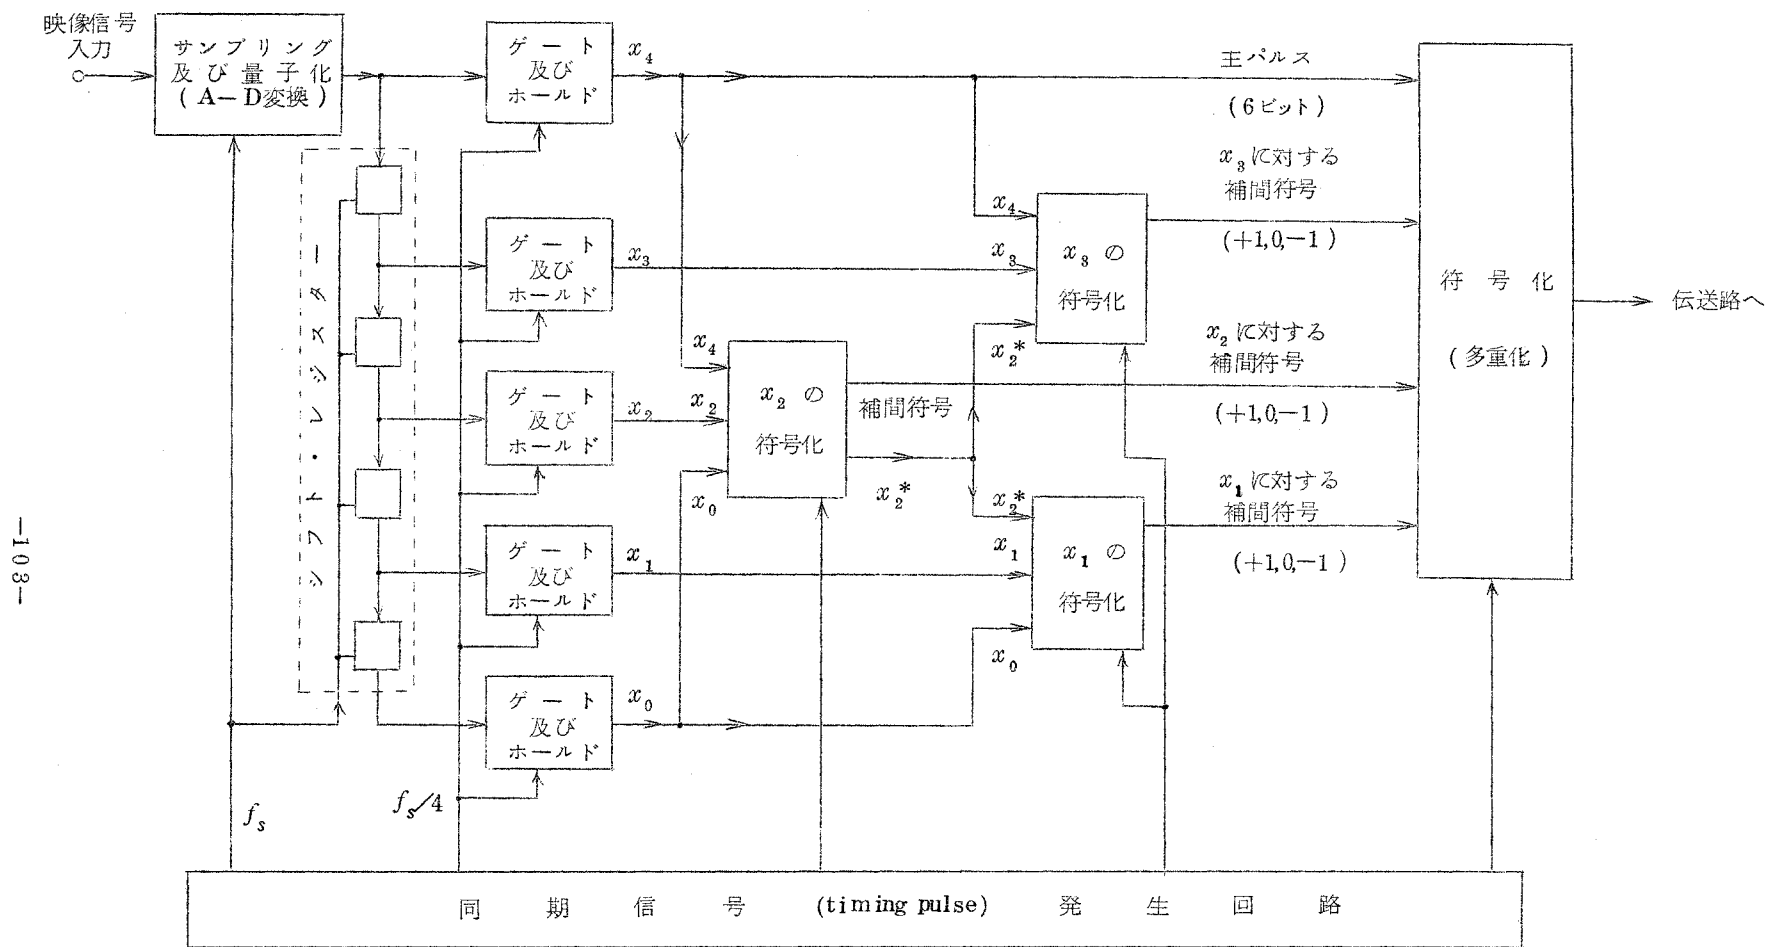 映像信号
入力
サンプリング
及び量子化
(A－D変換)
ゲート
及び
ホールド
x₄
主パルス
(6ビット)
x₃に対する
補間符号
(+1,0,−1)
x₄
x₃
x₂*
x₃の
符号化
ゲート
及び
ホールド
x₃
シフト・レジスター
符号化
(多重化)
伝送路へ
x₂に対する
補間符号
(+1,0,−1)
x₄
x₂
x₀
x₂の
符号化
補間符号
x₂*
ゲート
及び
ホールド
x₂
x₁に対する
補間符号
(+1,0,−1)
x₂*
x₁
x₀
x₁の
符号化
ゲート
及び
ホールド
x₁
ゲート
及び
ホールド
x₀
fₛ
fₛ/4
同期信号 (timing pulse) 発生回路
−103−